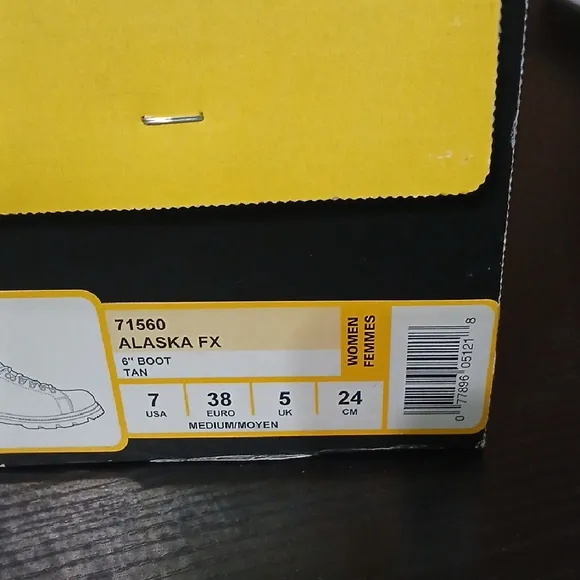 71560
ALASKA FX
6" BOOT
TAN
WOMEN
FEMMES
7 38 5 24
USA EURO UK CM
MEDIUM/MOYEN
0 77896 05121 8